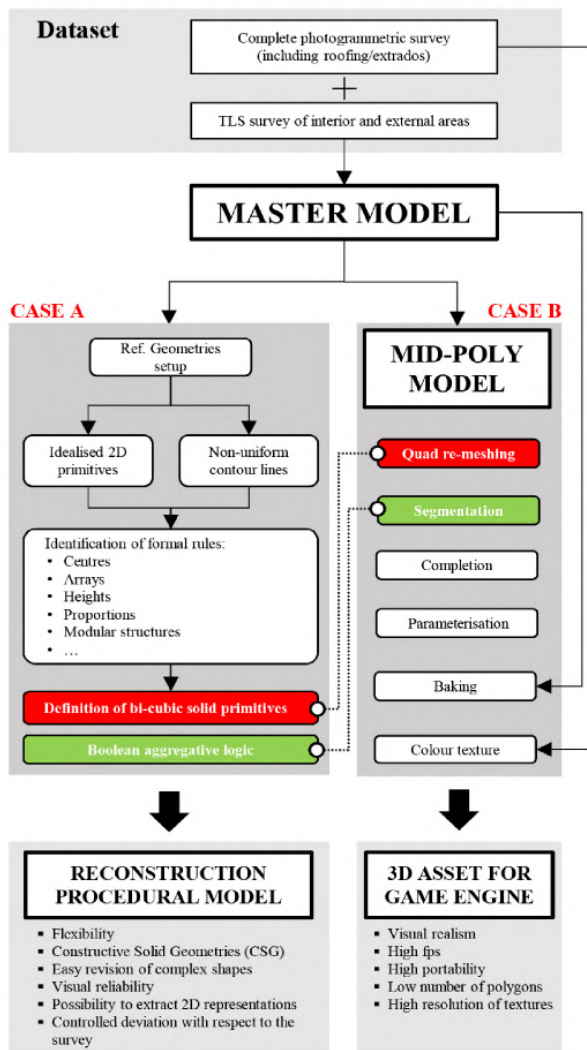 Dataset
Complete photogrammetric survey
(including roofing/extrados)
+
TLS survey of interior and external areas
MASTER MODEL
CASE A
Ref. Geometries
setup
Idealised 2D
primitives
Non-uniform
contour lines
Identification of formal rules:
• Centres
• Arrays
• Heights
• Proportions
• Modular structures
• ...
Definition of bi-cubic solid primitives
Boolean aggregative logic
CASE B
MID-POLY
MODEL
Quad re-meshing
Segmentation
Completion
Parameterisation
Baking
Colour texture
RECONSTRUCTION
PROCEDURAL MODEL
▪ Flexibility
▪ Constructive Solid Geometries (CSG)
▪ Easy revision of complex shapes
▪ Visual reliability
▪ Possibility to extract 2D representations
▪ Controlled deviation with respect to the
survey
3D ASSET FOR
GAME ENGINE
▪ Visual realism
▪ High fps
▪ High portability
▪ Low number of polygons
▪ High resolution of textures